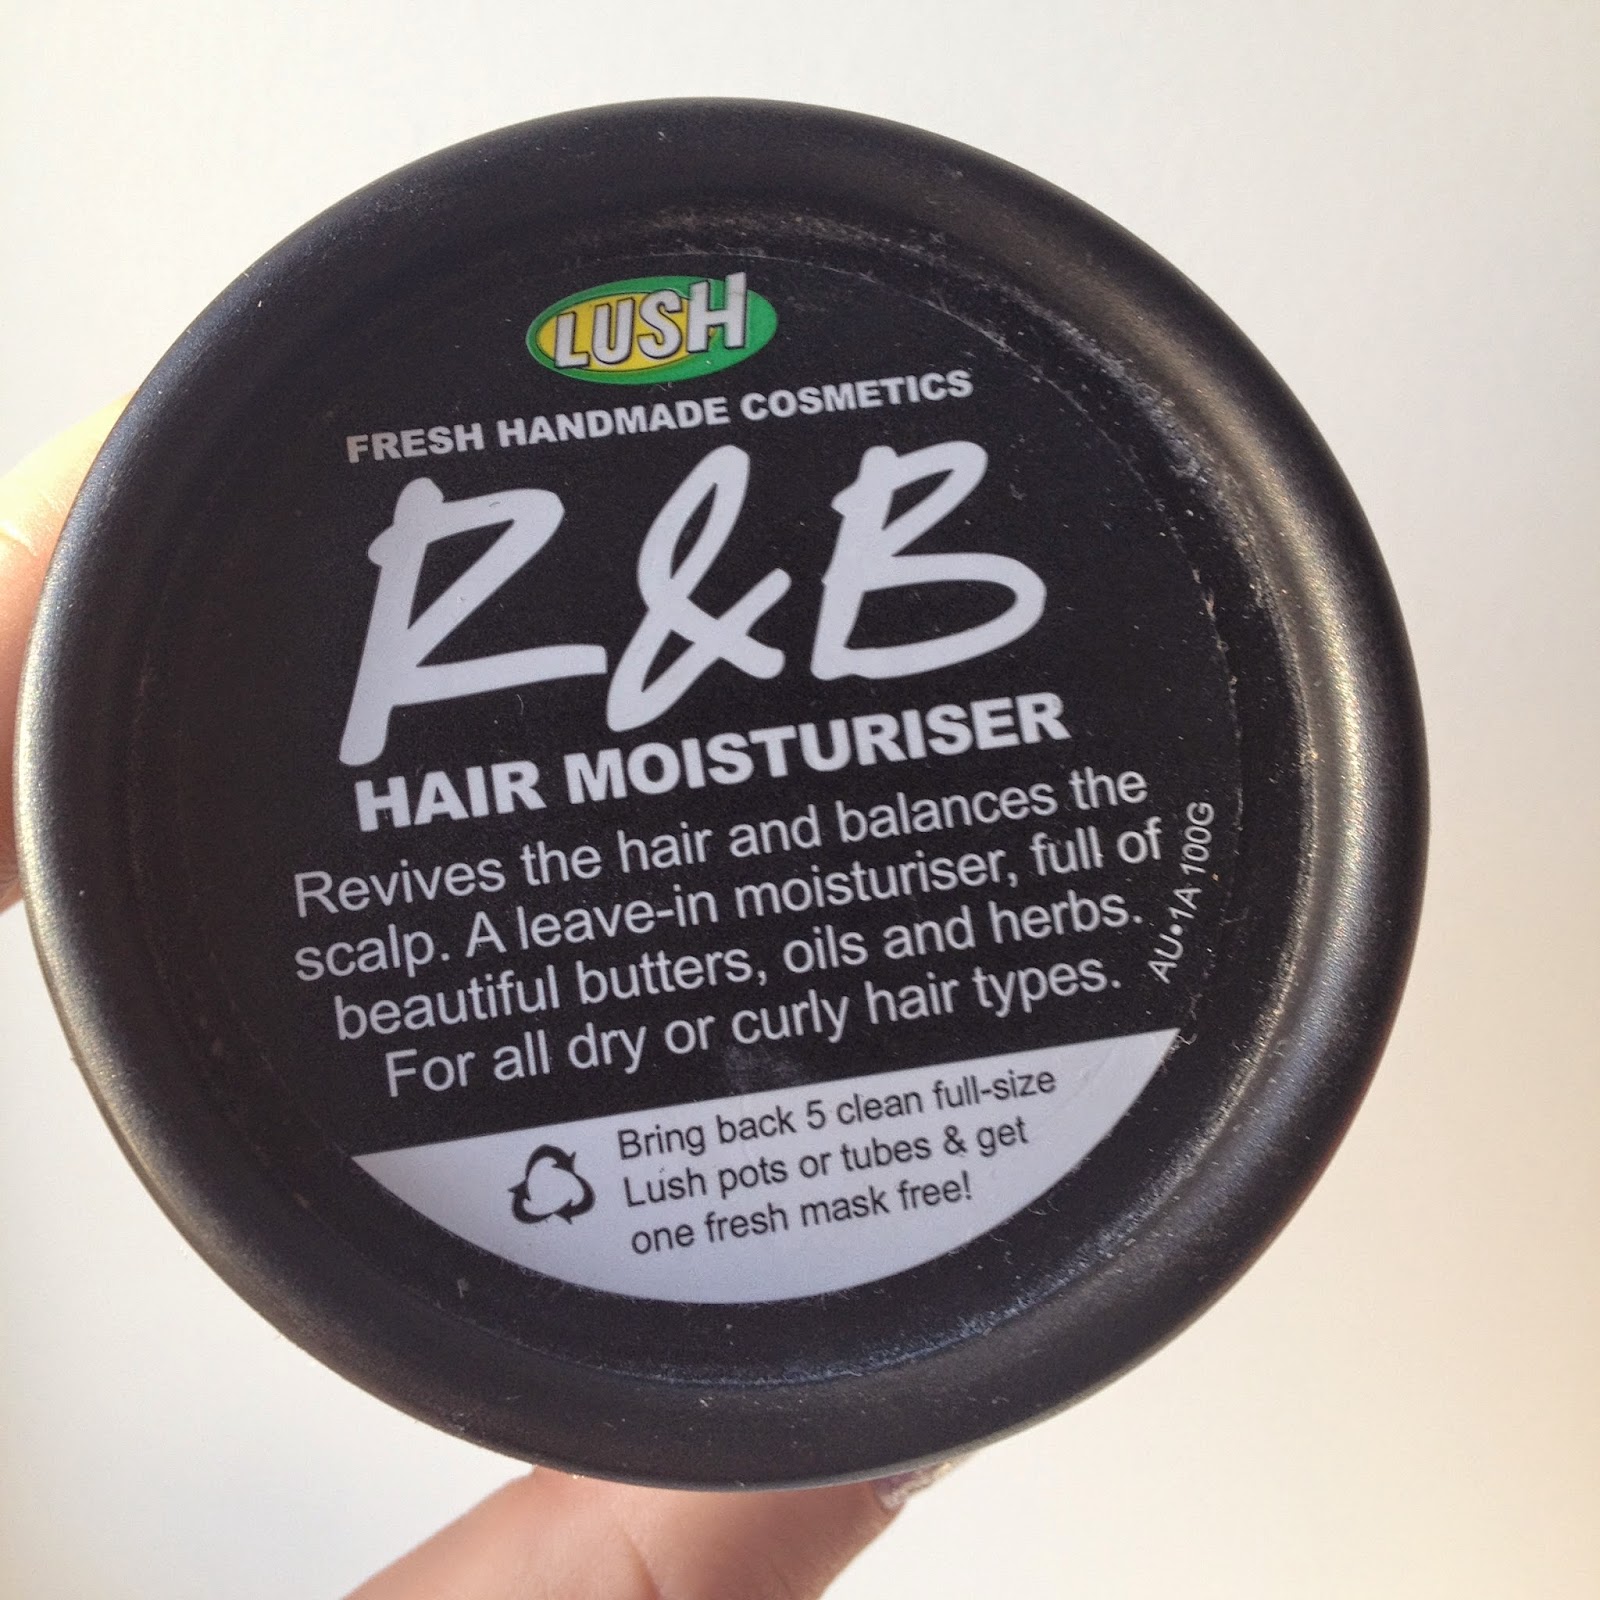 LUSH
FRESH HANDMADE COSMETICS
R&B
HAIR MOISTURISER
Revives the hair and balances the
scalp. A leave-in moisturiser, full of
beautiful butters, oils and herbs.
For all dry or curly hair types.
AU•1A 100G
Bring back 5 clean full-size
Lush pots or tubes & get
one fresh mask free!